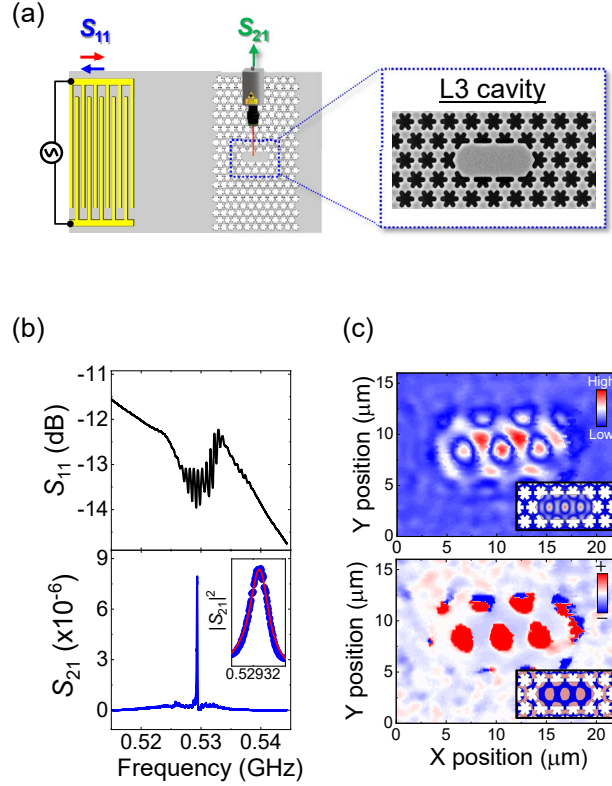 (a)
S11
S21
L3 cavity
(b)
(c)
-11
-12
-13
-14
S11 (dB)
9
6
3
0
S21 (x10-6)
|S21|2
0.52932
0.52 0.53 0.54
Frequency (GHz)
High
Low
15
10
5
0
Y position (μm)
0 5 10 15 20
+
−
15
10
5
0
Y position (μm)
0 5 10 15 20
X position (μm)